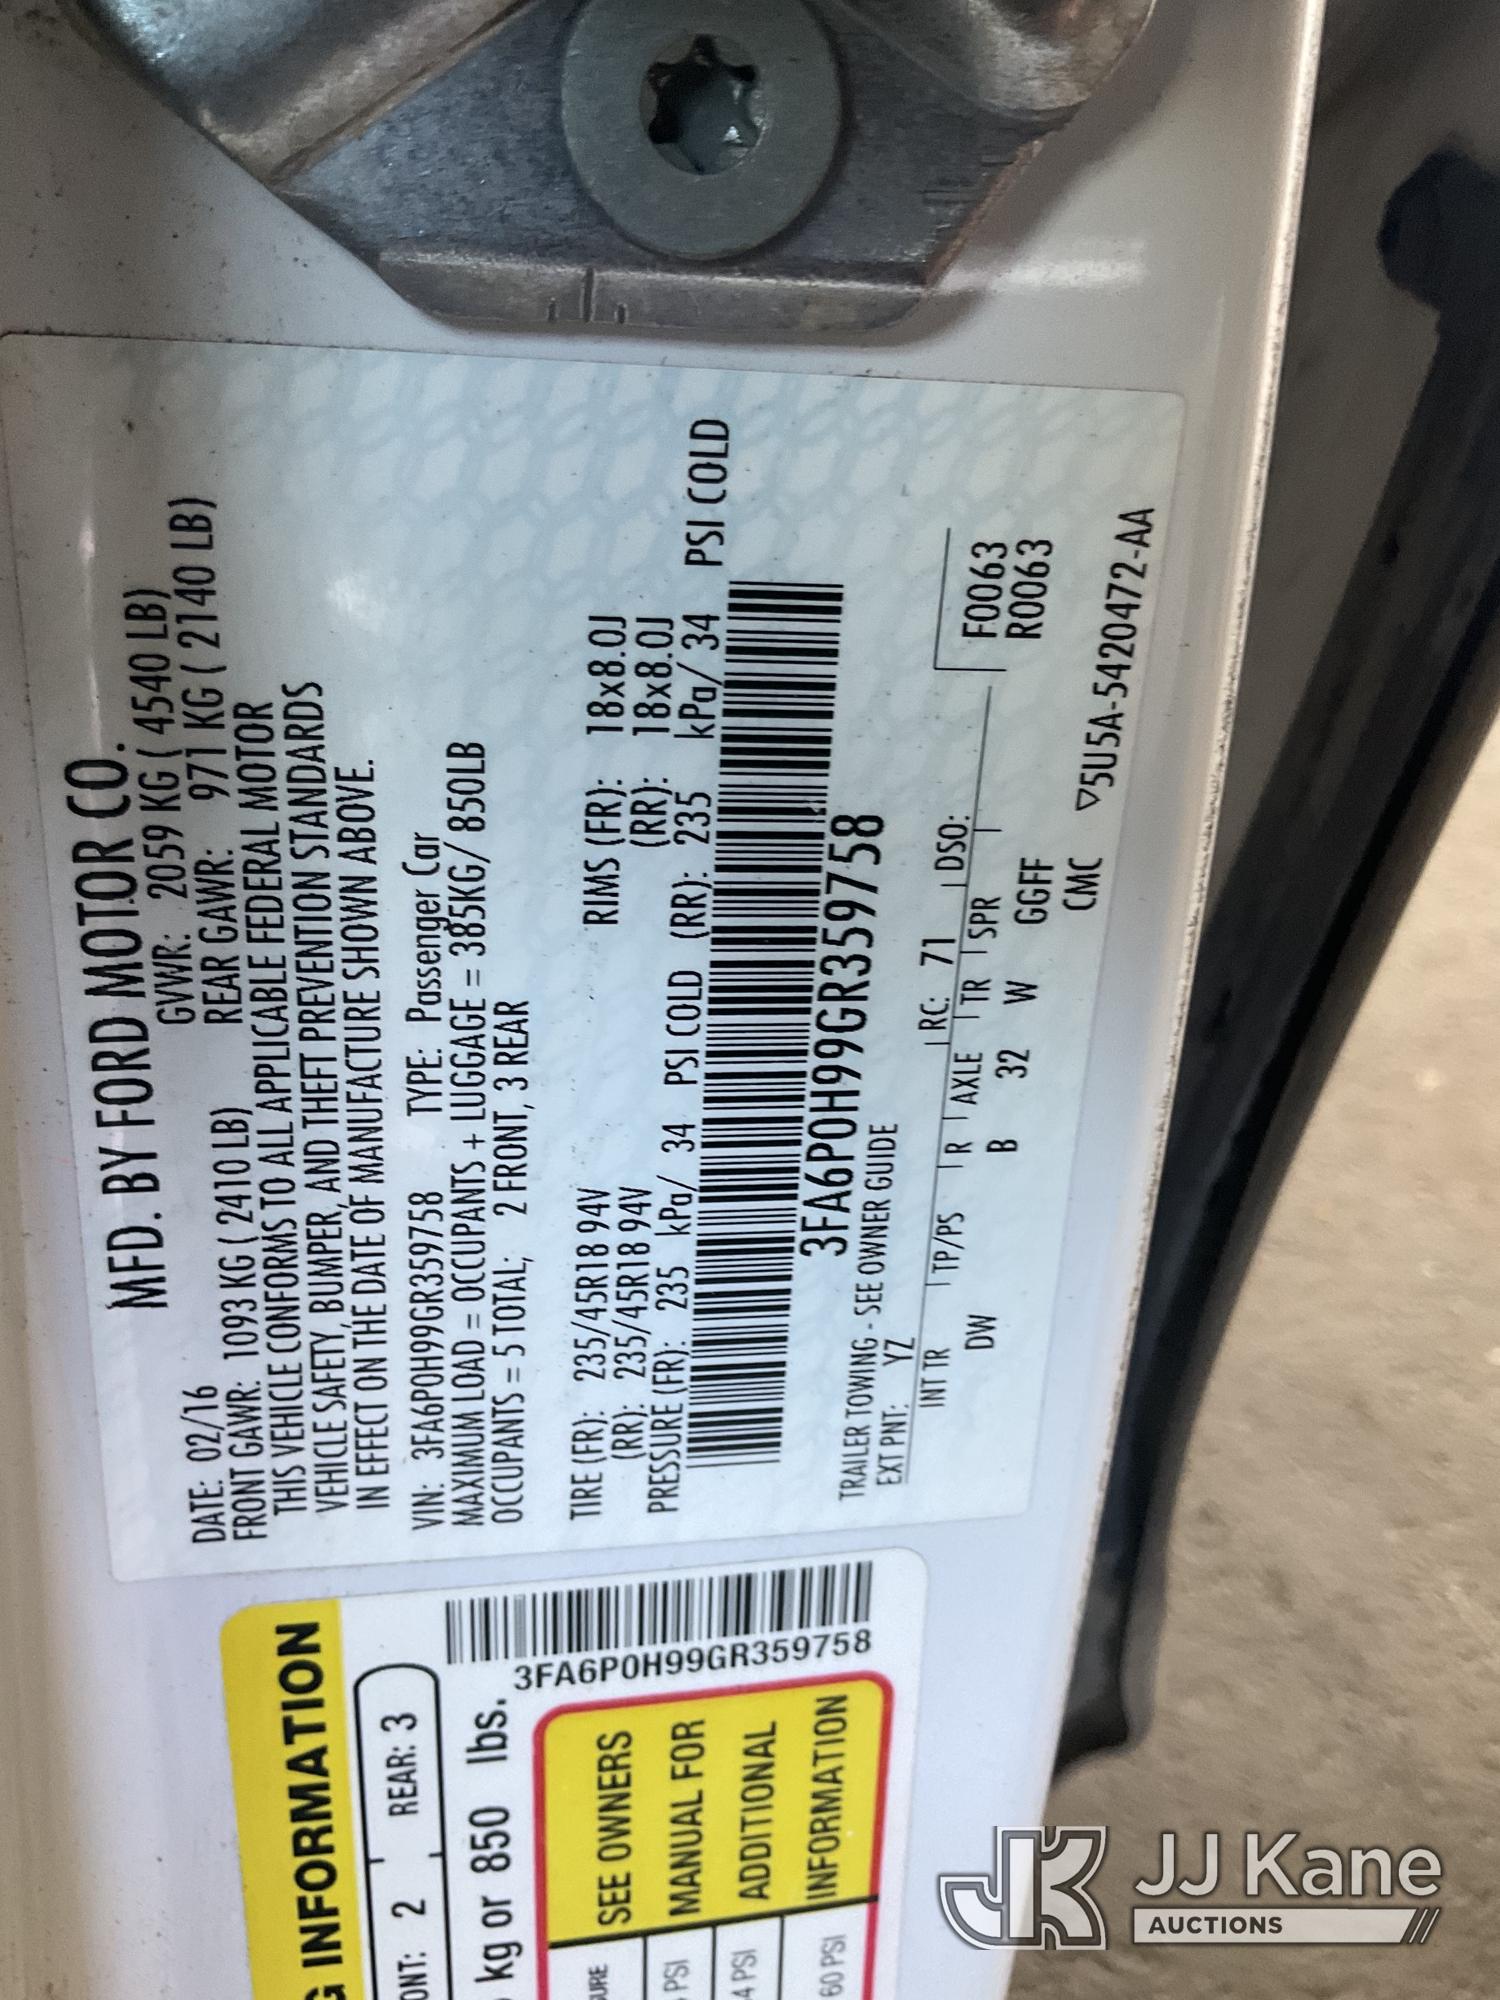 MFD. BY FORD MOTOR CO.
DATE: 02/16 GVWR: 2059 KG ( 4540 LB)
FRONT GAWR: 1093 KG ( 2410 LB) REAR GAWR: 971 KG ( 2140 LB)
THIS VEHICLE CONFORMS TO ALL APPLICABLE FEDERAL MOTOR
VEHICLE SAFETY, BUMPER, AND THEFT PREVENTION STANDARDS
IN EFFECT ON THE DATE OF MANUFACTURE SHOWN ABOVE.
VIN: 3FA6P0H99GR359758 TYPE: Passenger Car
MAXIMUM LOAD = OCCUPANTS + LUGGAGE = 385KG/ 850LB
OCCUPANTS = 5 TOTAL; 2 FRONT, 3 REAR
TIRE (FR): 235/45R18 94V RIMS (FR): 18x8.0J
(RR): 235/45R18 94V (RR): 18x8.0J
PRESSURE (FR): 235 kPa/ 34 PSI COLD (RR): 235 kPa/ 34 PSI COLD
3FA6P0H99GR359758
TRAILER TOWING - SEE OWNER GUIDE
EXT PNT: YZ RC: 71 DSO:
INT TR TP/PS R AXLE TR SPR F0063
DW B 32 W GGFF R0063
CMC ▽5U5A-5420472-AA
INFORMATION
2 REAR: 3
kg or 850 lbs.
3FA6P0H99GR359758
SEE OWNERS
MANUAL FOR
ADDITIONAL
INFORMATION
PSI
PSI
60 PSI
JK JJ Kane
AUCTIONS